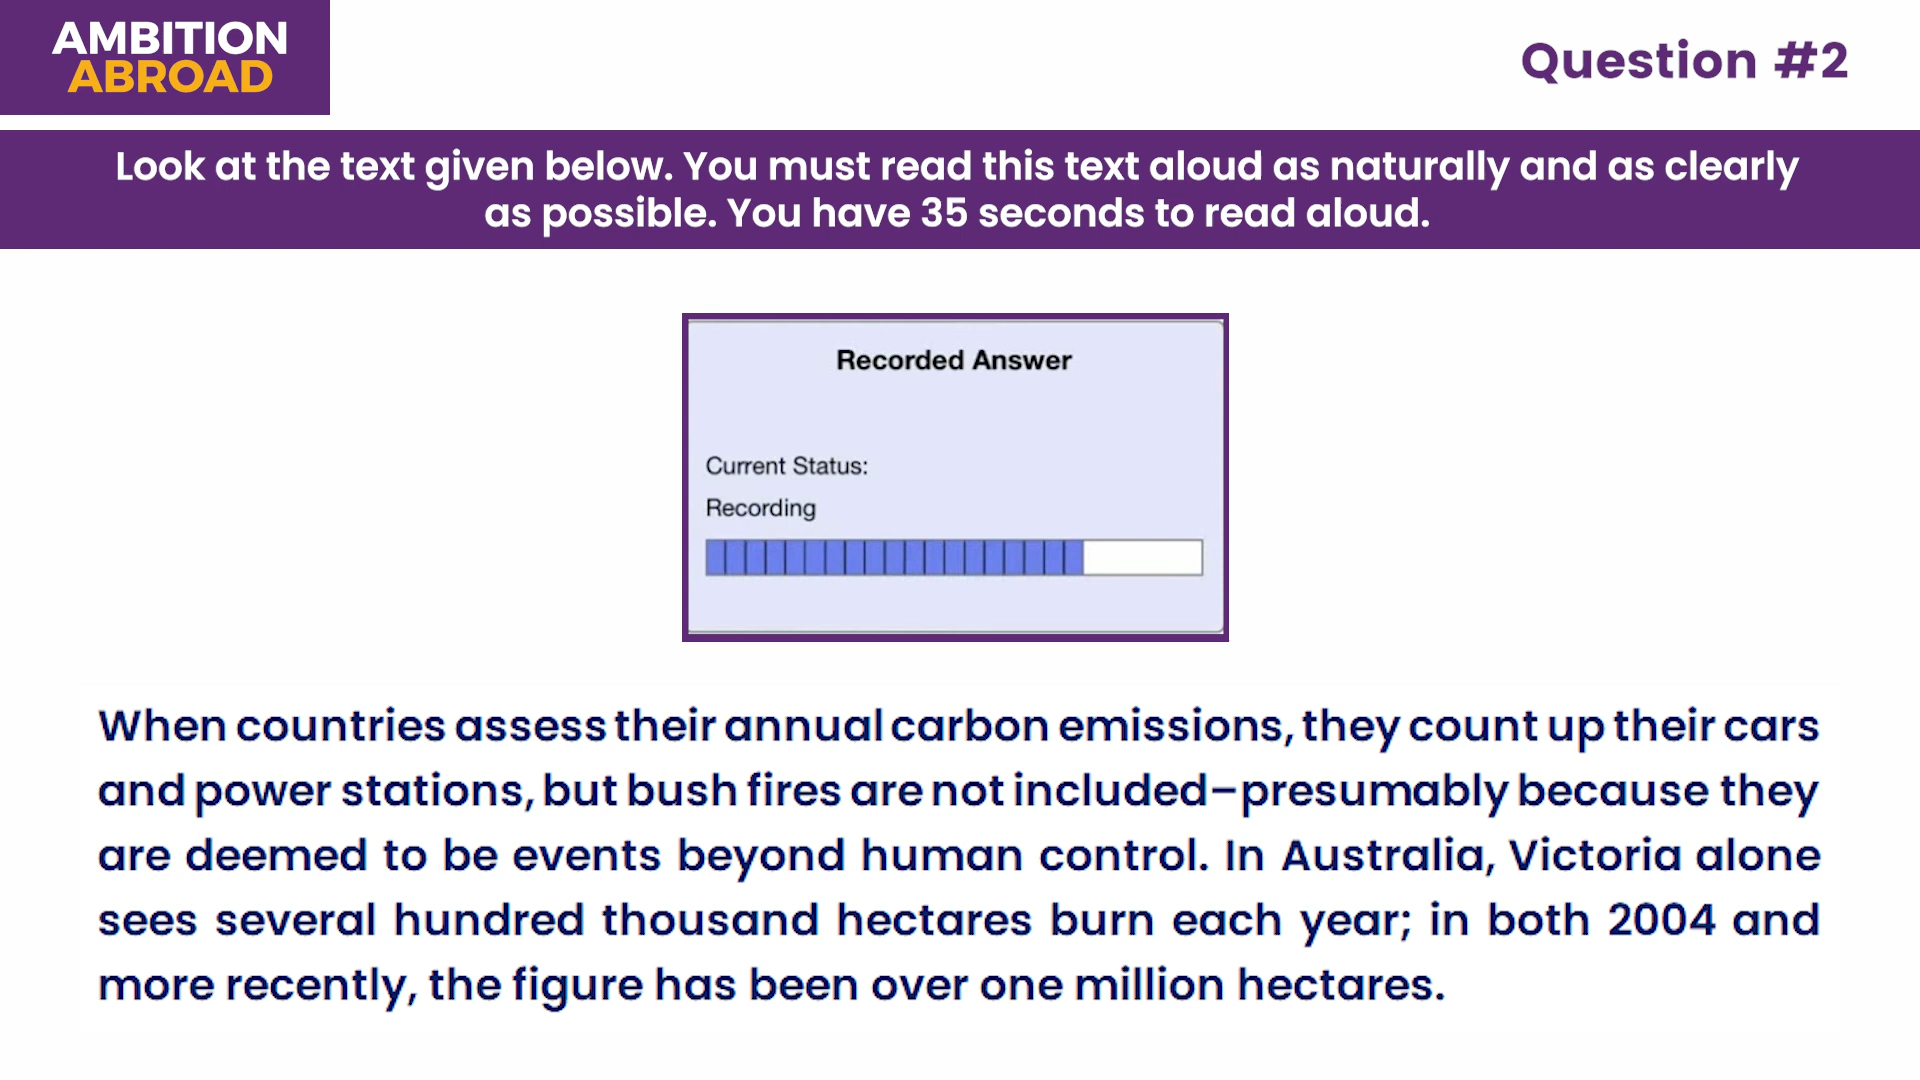 AMBITION
ABROAD
Question #2
Look at the text given below. You must read this text aloud as naturally and as clearly
as possible. You have 35 seconds to read aloud.
Recorded Answer
Current Status:
Recording
When countries assess their annual carbon emissions, they count up their cars
and power stations, but bush fires are not included–presumably because they
are deemed to be events beyond human control. In Australia, Victoria alone
sees several hundred thousand hectares burn each year; in both 2004 and
more recently, the figure has been over one million hectares.